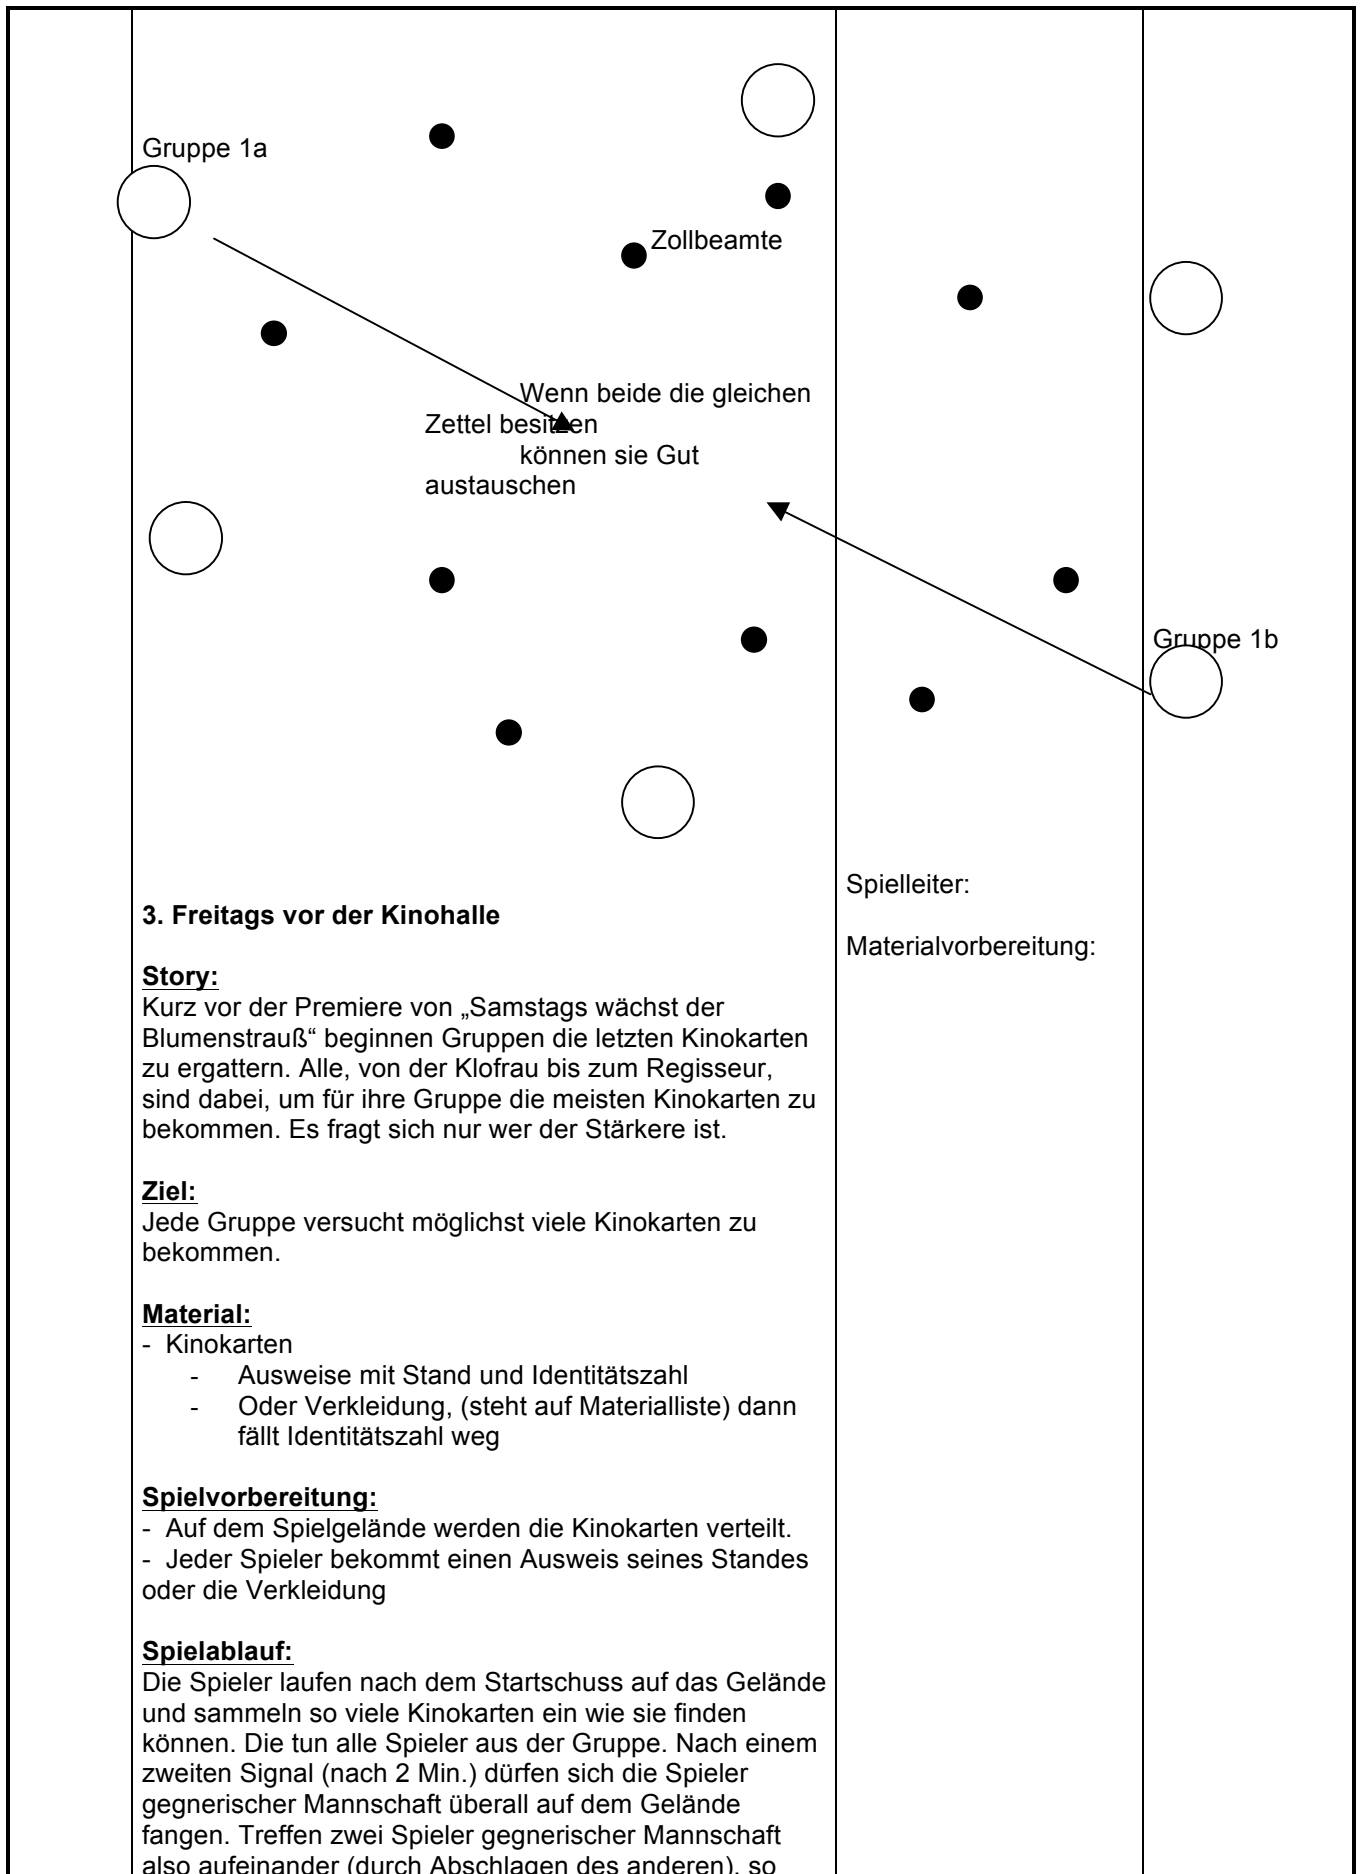 Gruppe 1a
Zollbeamte
Wenn beide die gleichen
Zettel besitzen
können sie Gut
austauschen
Gruppe 1b
Spielleiter:
3. Freitags vor der Kinohalle
Materialvorbereitung:
Story:
Kurz vor der Premiere von „Samstags wächst der
Blumenstrauß“ beginnen Gruppen die letzten Kinokarten
zu ergattern. Alle, von der Klofrau bis zum Regisseur,
sind dabei, um für ihre Gruppe die meisten Kinokarten zu
bekommen. Es fragt sich nur wer der Stärkere ist.
Ziel:
Jede Gruppe versucht möglichst viele Kinokarten zu
bekommen.
Material:
- Kinokarten
- Ausweise mit Stand und Identitätszahl
- Oder Verkleidung, (steht auf Materialliste) dann
fällt Identitätszahl weg
Spielvorbereitung:
- Auf dem Spielgelände werden die Kinokarten verteilt.
- Jeder Spieler bekommt einen Ausweis seines Standes
oder die Verkleidung
Spielablauf:
Die Spieler laufen nach dem Startschuss auf das Gelände
und sammeln so viele Kinokarten ein wie sie finden
können. Die tun alle Spieler aus der Gruppe. Nach einem
zweiten Signal (nach 2 Min.) dürfen sich die Spieler
gegnerischer Mannschaft überall auf dem Gelände
fangen. Treffen zwei Spieler gegnerischer Mannschaft
also aufeinander (durch Abschlagen des anderen), so